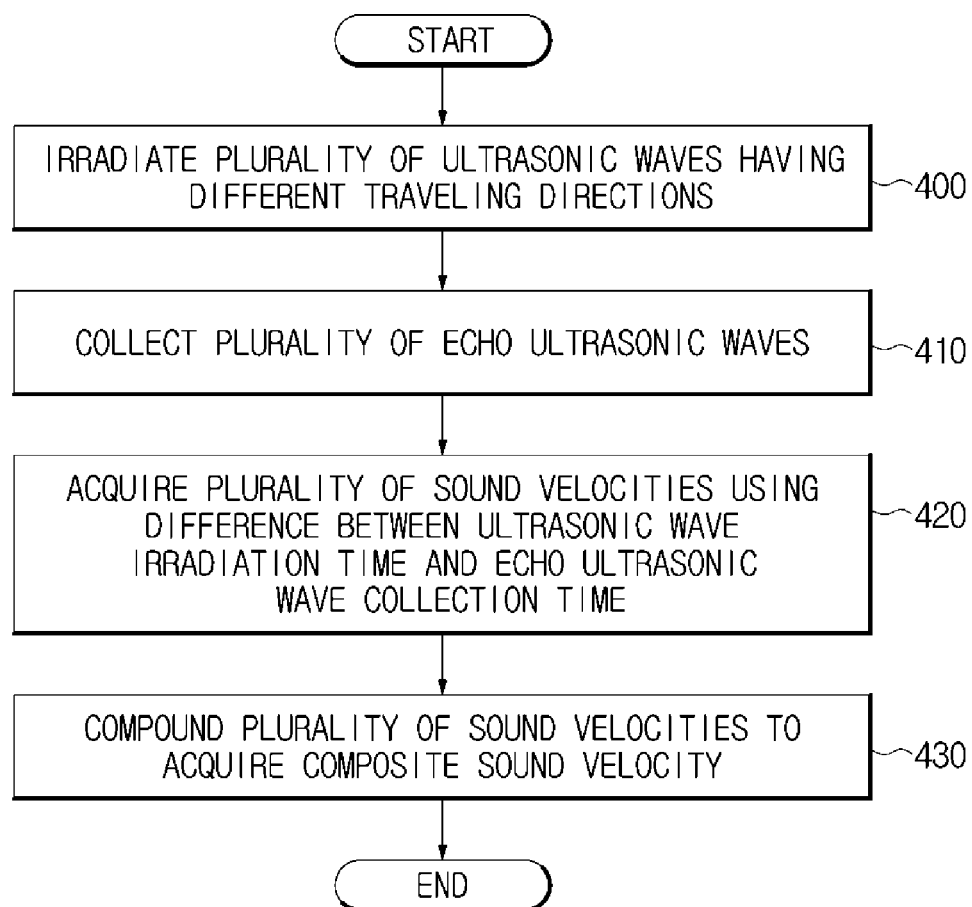 START
IRRADIATE PLURALITY OF ULTRASONIC WAVES HAVING
DIFFERENT TRAVELING DIRECTIONS
400
COLLECT PLURALITY OF ECHO ULTRASONIC WAVES
410
ACQUIRE PLURALITY OF SOUND VELOCITIES USING
DIFFERENCE BETWEEN ULTRASONIC WAVE
IRRADIATION TIME AND ECHO ULTRASONIC
WAVE COLLECTION TIME
420
COMPOUND PLURALITY OF SOUND VELOCITIES TO
ACQUIRE COMPOSITE SOUND VELOCITY
430
END